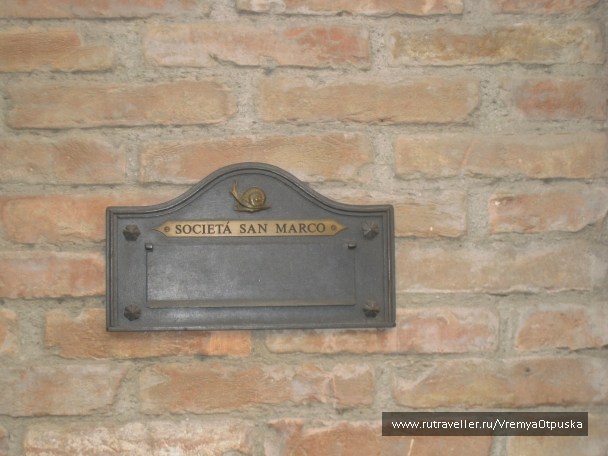 SOCIETÁ SAN MARCO
www.rutraveller.ru/VremyaOtpuska